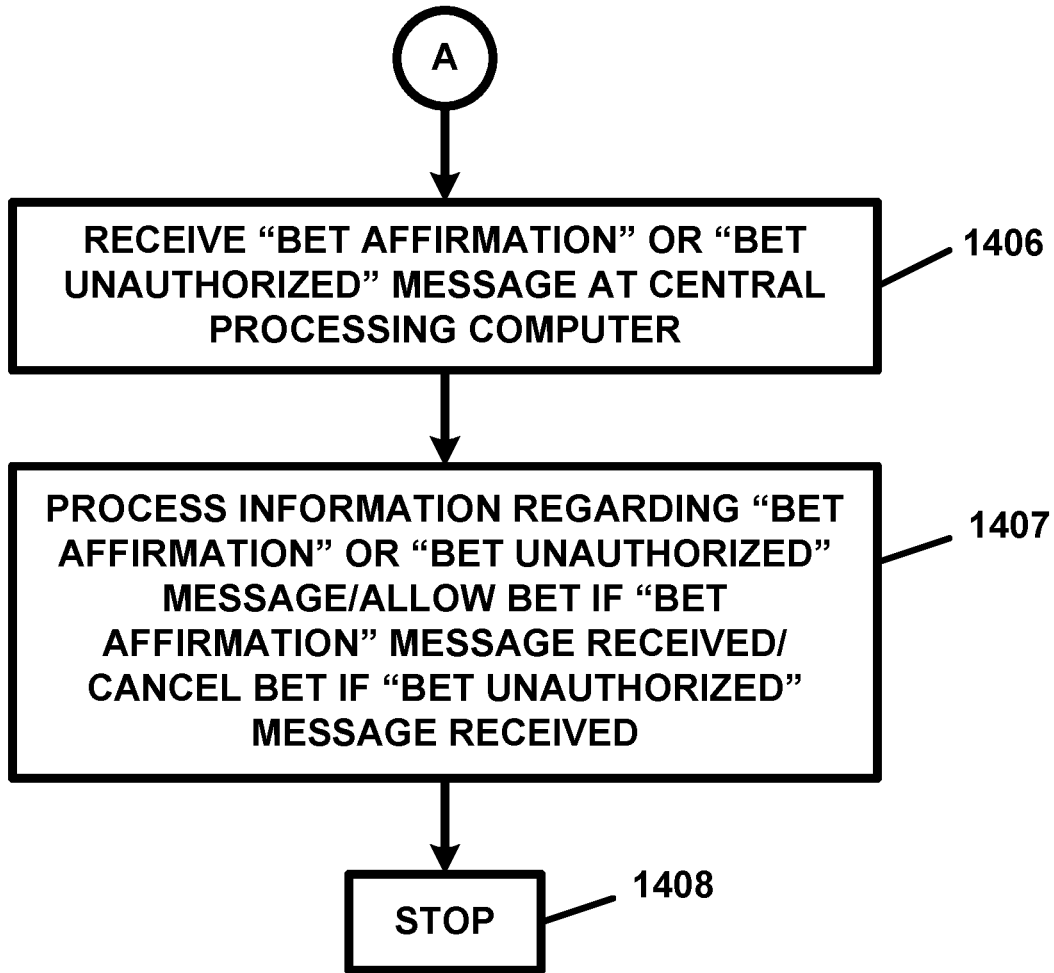 A
RECEIVE “BET AFFIRMATION” OR “BET
UNAUTHORIZED” MESSAGE AT CENTRAL
PROCESSING COMPUTER
1406
PROCESS INFORMATION REGARDING “BET
AFFIRMATION” OR “BET UNAUTHORIZED”
MESSAGE/ALLOW BET IF “BET
AFFIRMATION” MESSAGE RECEIVED/
CANCEL BET IF “BET UNAUTHORIZED”
MESSAGE RECEIVED
1407
STOP
1408